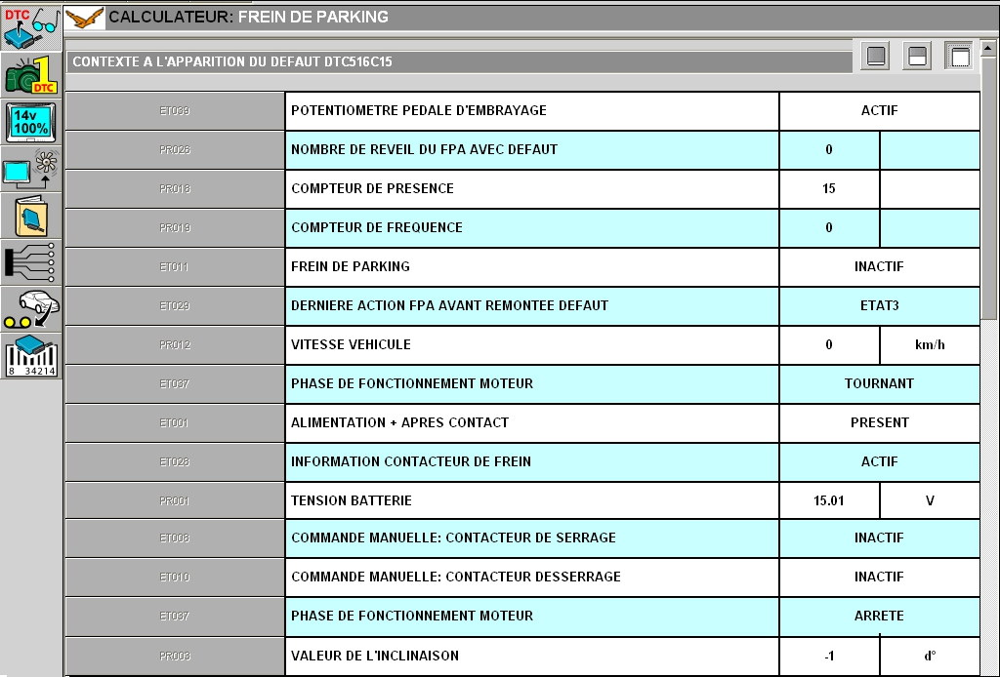 DTC
CALCULATEUR: FREIN DE PARKING
CONTEXTE A L'APPARITION DU DEFAUT DTC516C15
1
DTC
14v
100%
8 34214
ET039 POTENTIOMETRE PEDALE D'EMBRAYAGE ACTIF
PR026 NOMBRE DE REVEIL DU FPA AVEC DEFAUT 0
PR018 COMPTEUR DE PRESENCE 15
PR019 COMPTEUR DE FREQUENCE 0
ET011 FREIN DE PARKING INACTIF
ET029 DERNIERE ACTION FPA AVANT REMONTEE DEFAUT ETAT3
PR012 VITESSE VEHICULE 0 km/h
ET037 PHASE DE FONCTIONNEMENT MOTEUR TOURNANT
ET001 ALIMENTATION + APRES CONTACT PRESENT
ET028 INFORMATION CONTACTEUR DE FREIN ACTIF
PR001 TENSION BATTERIE 15.01 V
ET008 COMMANDE MANUELLE: CONTACTEUR DE SERRAGE INACTIF
ET010 COMMANDE MANUELLE: CONTACTEUR DESSERRAGE INACTIF
ET037 PHASE DE FONCTIONNEMENT MOTEUR ARRETE
PR003 VALEUR DE L'INCLINAISON -1 d°